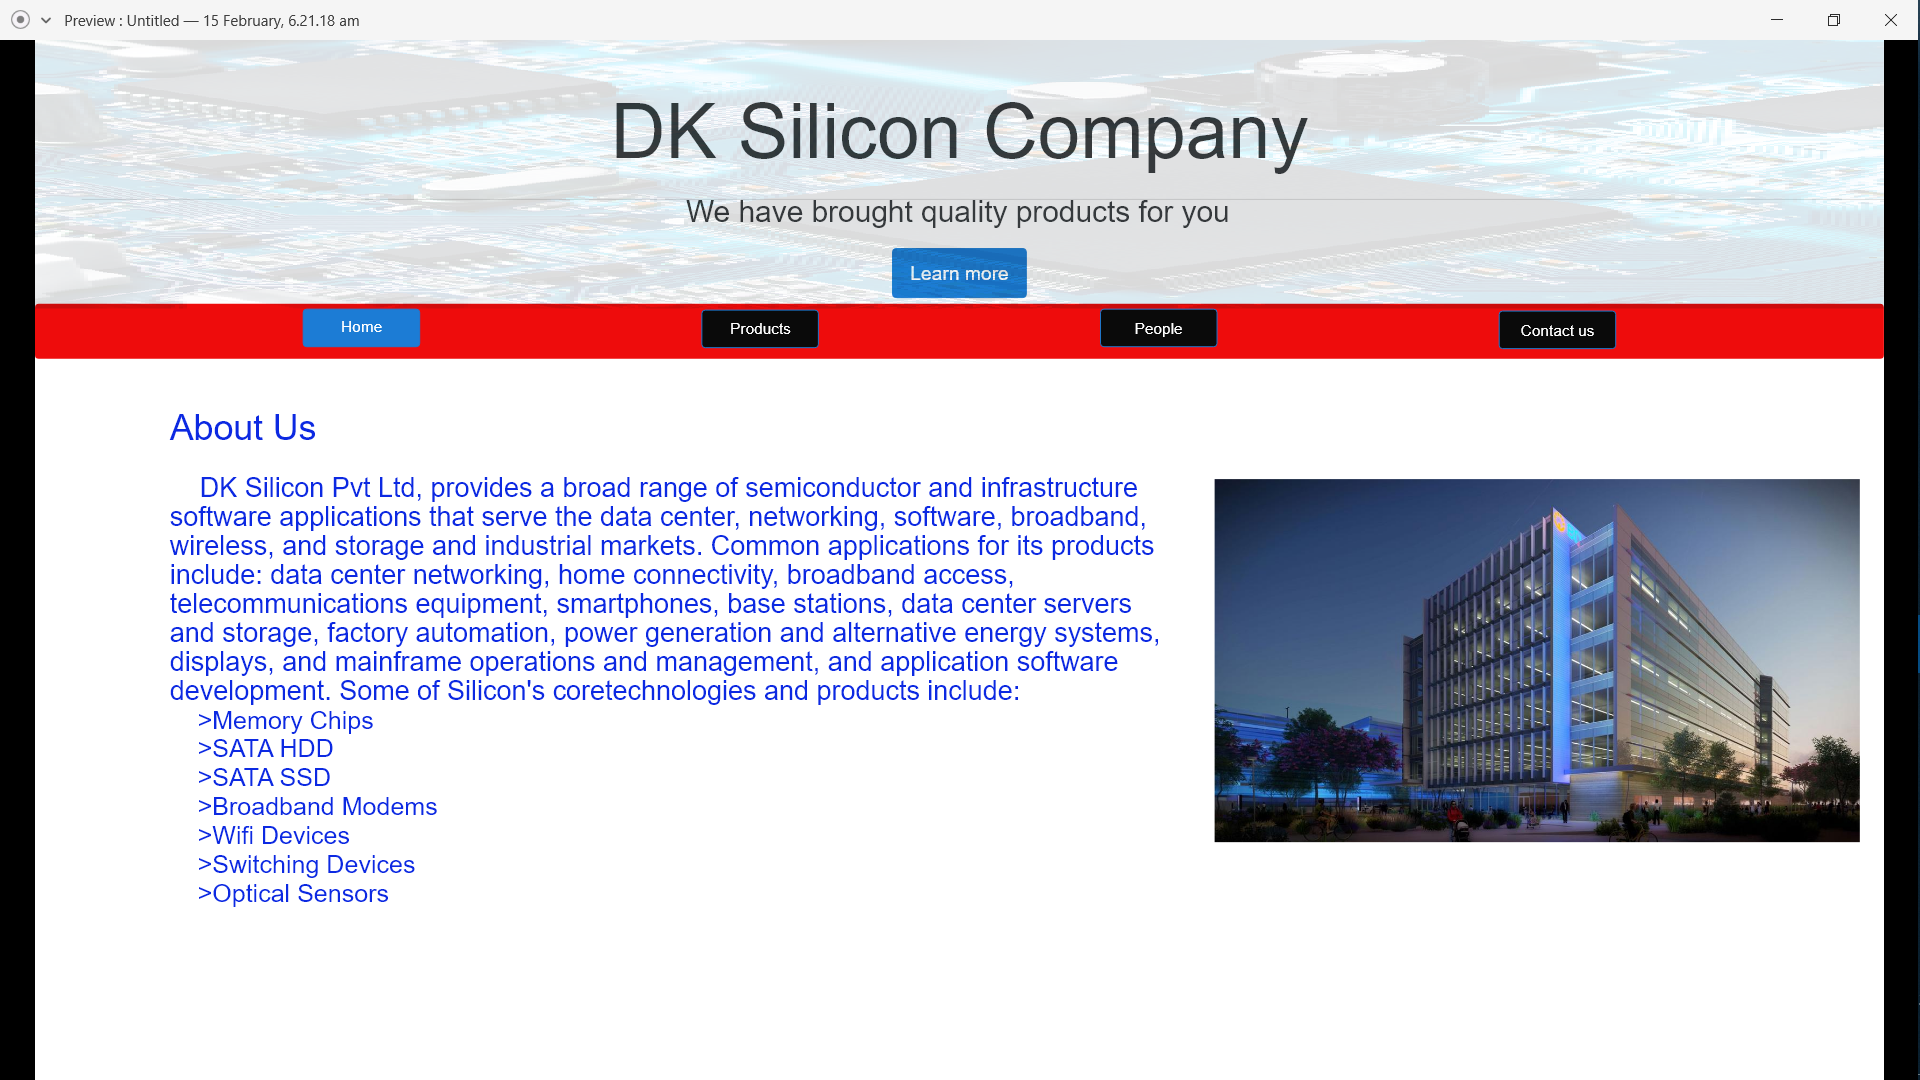 Preview : Untitled — 15 February, 6.21.18 am
DK Silicon Company
We have brought quality products for you
Learn more
Home
Products
People
Contact us
About Us
DK Silicon Pvt Ltd, provides a broad range of semiconductor and infrastructure
software applications that serve the data center, networking, software, broadband,
wireless, and storage and industrial markets. Common applications for its products
include: data center networking, home connectivity, broadband access,
telecommunications equipment, smartphones, base stations, data center servers
and storage, factory automation, power generation and alternative energy systems,
displays, and mainframe operations and management, and application software
development. Some of Silicon's coretechnologies and products include:
>Memory Chips
>SATA HDD
>SATA SSD
>Broadband Modems
>Wifi Devices
>Switching Devices
>Optical Sensors